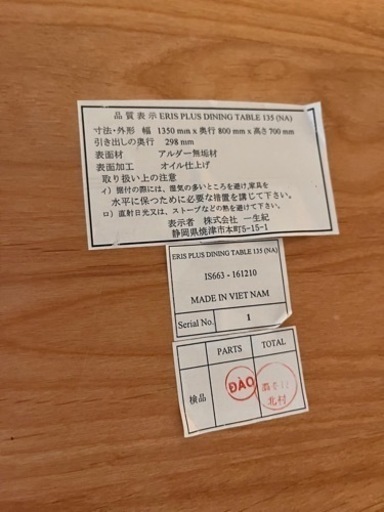 品質表示 ERIS PLUS DINING TABLE 135 (NA)
寸法・外形 幅 1350 mm x 奥行 800 mm x 高さ 700 mm
引き出しの奥行 298 mm
表面材 アルダー無垢材
表面加工 オイル仕上げ
取り扱い上の注意
イ) 据付の際には、湿気の多いところを避け、家具を
水平に保つために必要な措置を講じて下さい。
ロ) 直射日光又は、ストーブなどの熱を避けて下さい。
表示者 株式会社 一生紀
静岡県焼津市本町5-15-1
ERIS PLUS DINING TABLE 135 (NA)
IS663 - 161210
MADE IN VIET NAM
Serial No. 1
PARTS TOTAL
検品 ĐÀO 北村